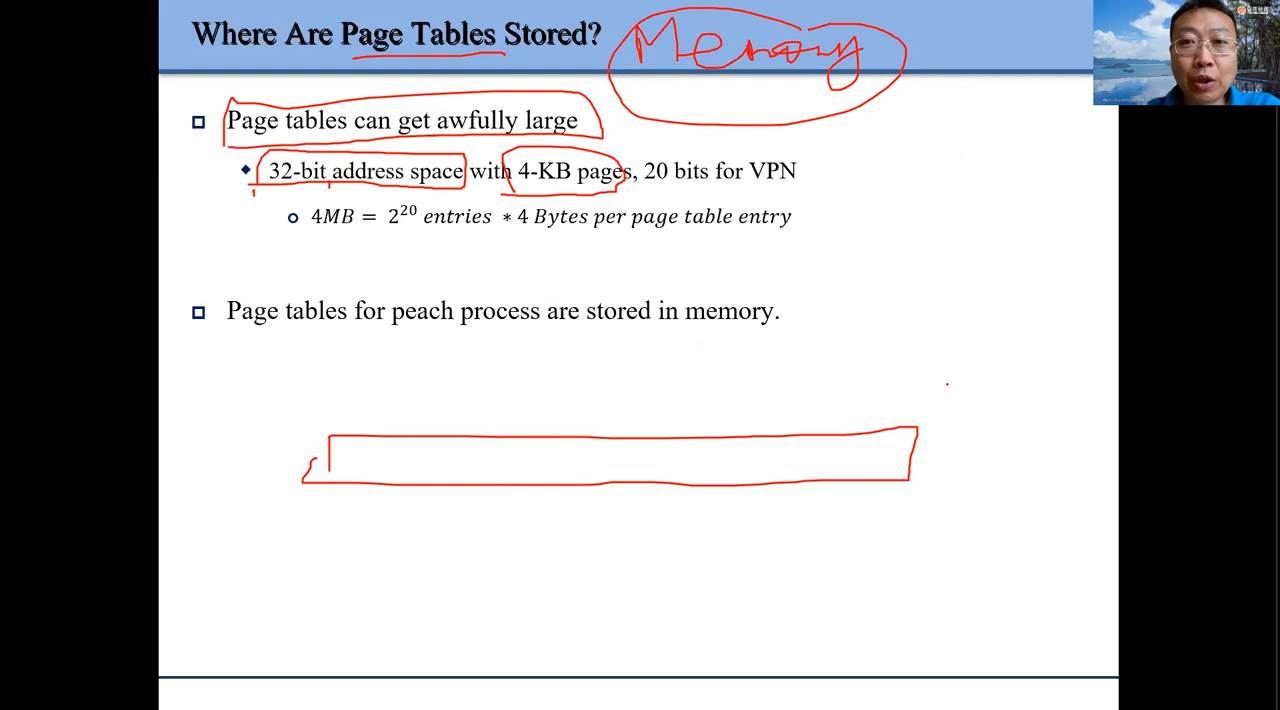 Where Are Page Tables Stored?
Memory
Page tables can get awfully large
32-bit address space with 4-KB pages, 20 bits for VPN
4MB = 2²⁰ entries * 4 Bytes per page table entry
Page tables for peach process are stored in memory.